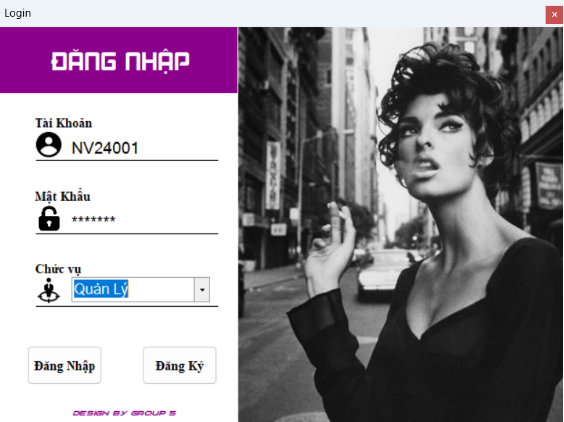 Login
ĐĂNG NHẬP
Tài Khoản
NV24001
Mật Khẩu
*******
Chức vụ
Quản Lý
Đăng Nhập
Đăng Ký
DESIGN BY GROUP 5